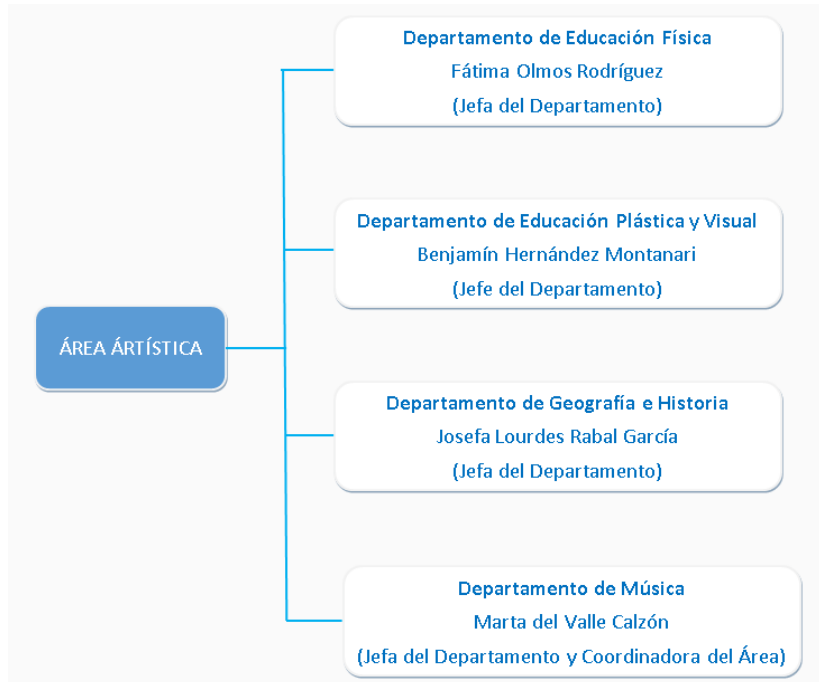 Departamento de Educación Física
Fátima Olmos Rodríguez
(Jefa del Departamento)
Departamento de Educación Plástica y Visual
Benjamín Hernández Montanari
(Jefe del Departamento)
ÁREA ÁRTÍSTICA
Departamento de Geografía e Historia
Josefa Lourdes Rabal García
(Jefa del Departamento)
Departamento de Música
Marta del Valle Calzón
(Jefa del Departamento y Coordinadora del Área)